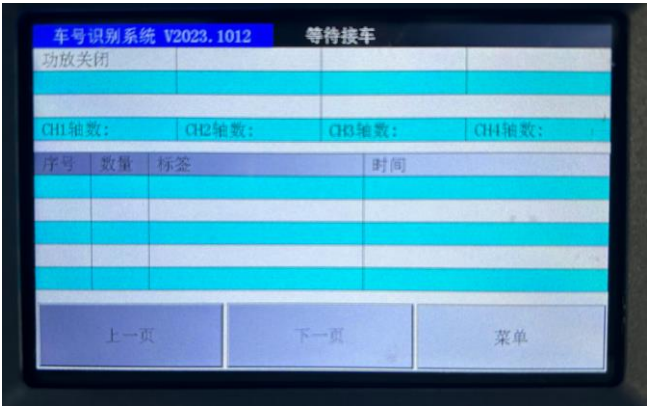 车号识别系统 V2023.1012 等待接车
功放关闭
CH1轴数: CH2轴数: CH3轴数: CH4轴数:
序号 数量 标签 时间
上一页 下一页 菜单